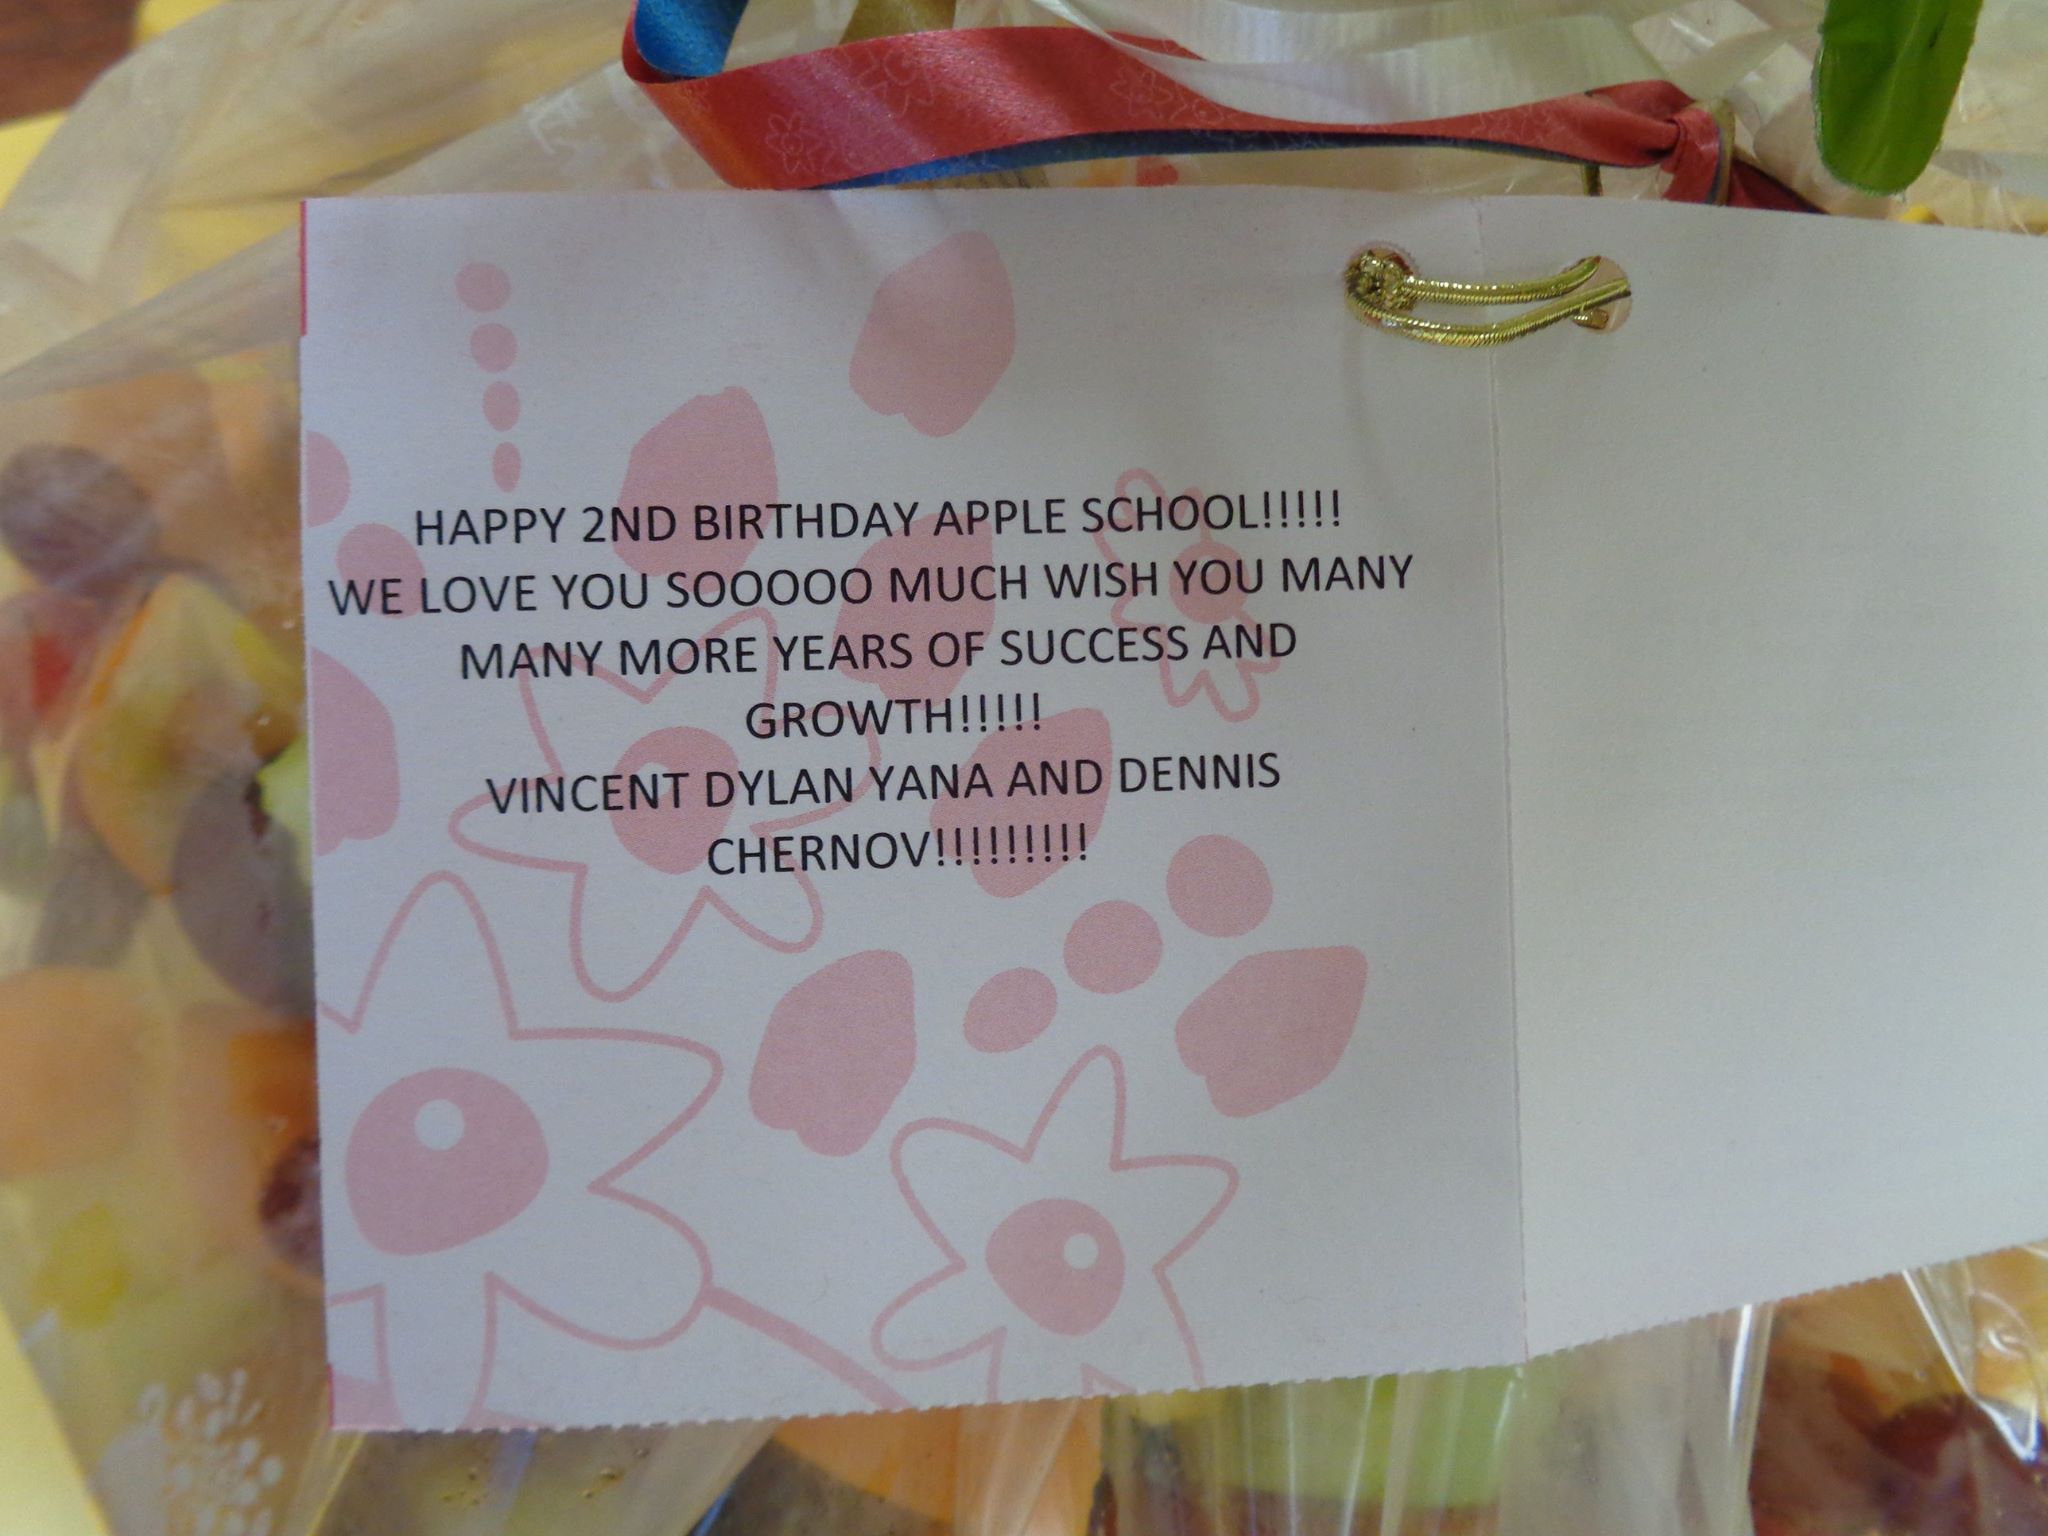 HAPPY 2ND BIRTHDAY APPLE SCHOOL!!!!!
WE LOVE YOU SOOOOO MUCH WISH YOU MANY
MANY MORE YEARS OF SUCCESS AND
GROWTH!!!!!
VINCENT DYLAN YANA AND DENNIS
CHERNOV!!!!!!!!!